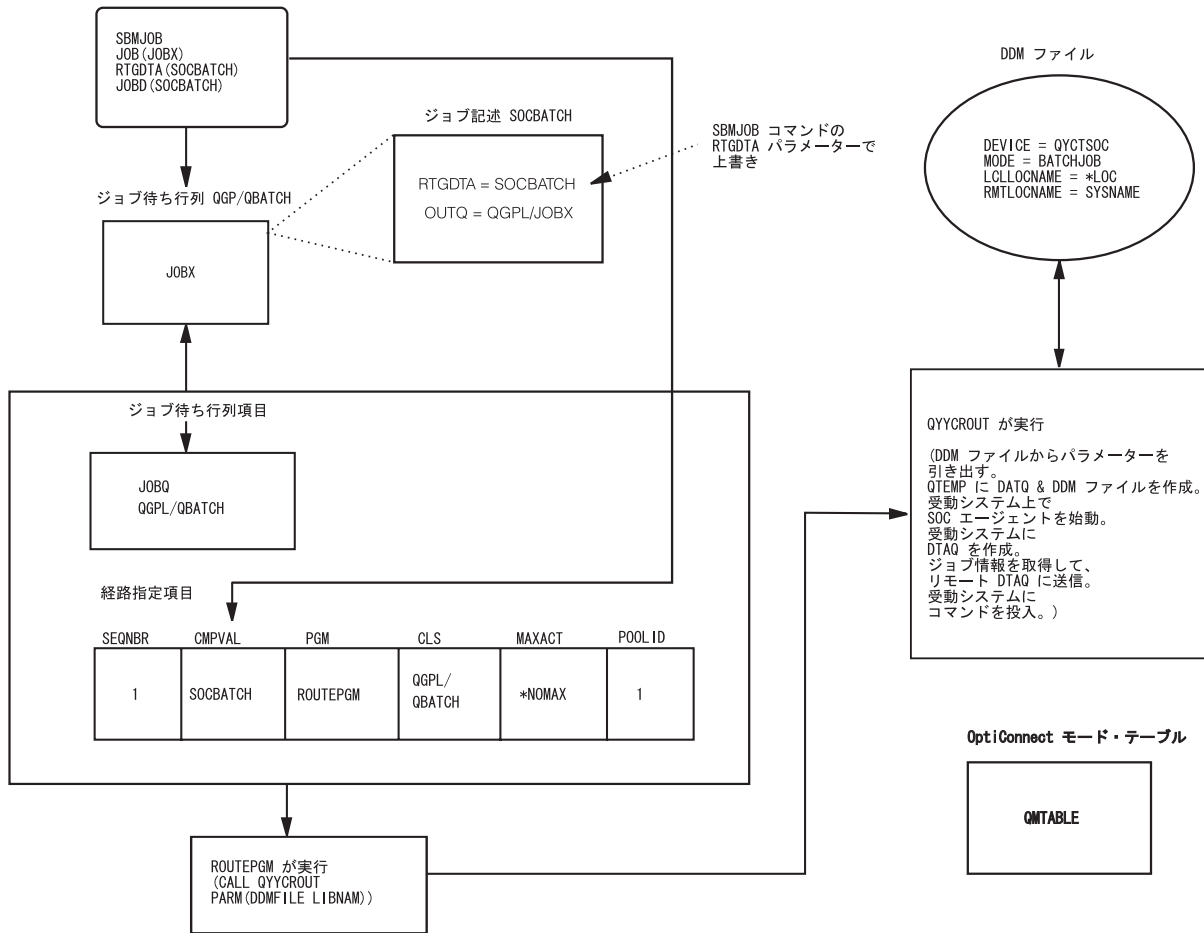 SBMJOB
JOB(JOBX)
RTGDTA(SOCBATCH)
JOBD(SOCBATCH)
ジョブ記述 SOCBATCH
RTGDTA = SOCBATCH
OUTQ = QGPL/JOBX
SBMJOB コマンドの
RTGDTA パラメーターで
上書き
DDM ファイル
DEVICE = QYCTSOC
MODE = BATCHJOB
LCLLOCNAME = *LOC
RMTLOCNAME = SYSNAME
ジョブ待ち行列 QGP/QBATCH
JOBX
ジョブ待ち行列項目
JOBQ
QGPL/QBATCH
経路指定項目
SEQNBR CMPVAL PGM CLS MAXACT POOLID
1 SOCBATCH ROUTEPGM QGPL/ *NOMAX 1
QBATCH
QYYCROUT が実行
(DDM ファイルからパラメーターを
引き出す。
QTEMP に DATQ & DDM ファイルを作成。
受動システム上で
SOC エージェントを始動。
受動システムに
DTAQ を作成。
ジョブ情報を取得して、
リモート DTAQ に送信。
受動システムに
コマンドを投入。)
OptiConnect モード・テーブル
QMTABLE
ROUTEPGM が実行
(CALL QYYCROUT
PARM(DDMFILE LIBNAM))